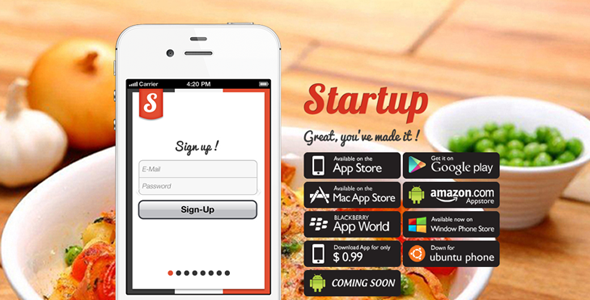 Carrier
4:20 PM
S
Sign up !
E-Mail
Password
Sign-Up
Startup
Great, you've made it !
Available on the
App Store
Get it on
Google play
Available on the
Mac App Store
amazon.com
Appstore
BLACKBERRY
App World
Available now on
Windows Phone Store
Download App for only
$ 0.99
Down for
ubuntu phone
COMING SOON